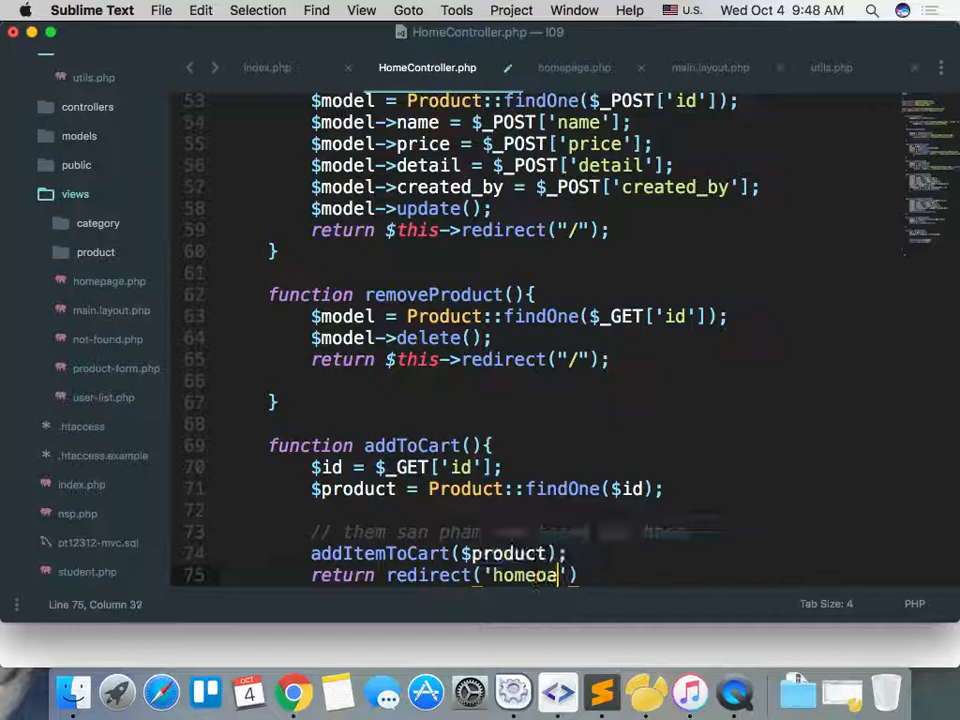 Sublime Text File Edit Selection Find View Goto Tools Project Window Help U.S. Wed Oct 4 9:48 AM
HomeController.php — l09
index.php HomeController.php homepage.php main.layout.php utils.php
utils.php
controllers
models
public
views
category
product
homepage.php
main.layout.php
not-found.php
product-form.php
user-list.php
.htaccess
.htaccess.example
index.php
nsp.php
pt12312-mvc.sql
student.php
53 $model = Product::findOne($_POST['id']);
54 $model->name = $_POST['name'];
55 $model->price = $_POST['price'];
56 $model->detail = $_POST['detail'];
57 $model->created_by = $_POST['created_by'];
58 $model->update();
59 return $this->redirect("/");
60 }
61
62 function removeProduct(){
63 $model = Product::findOne($_GET['id']);
64 $model->delete();
65 return $this->redirect("/");
66
67 }
68
69 function addToCart(){
70 $id = $_GET['id'];
71 $product = Product::findOne($id);
72
73 // them san pham
74 addItemToCart($product);
75 return redirect('homepa')
Line 75, Column 32 Tab Size: 4 PHP
OCT
4